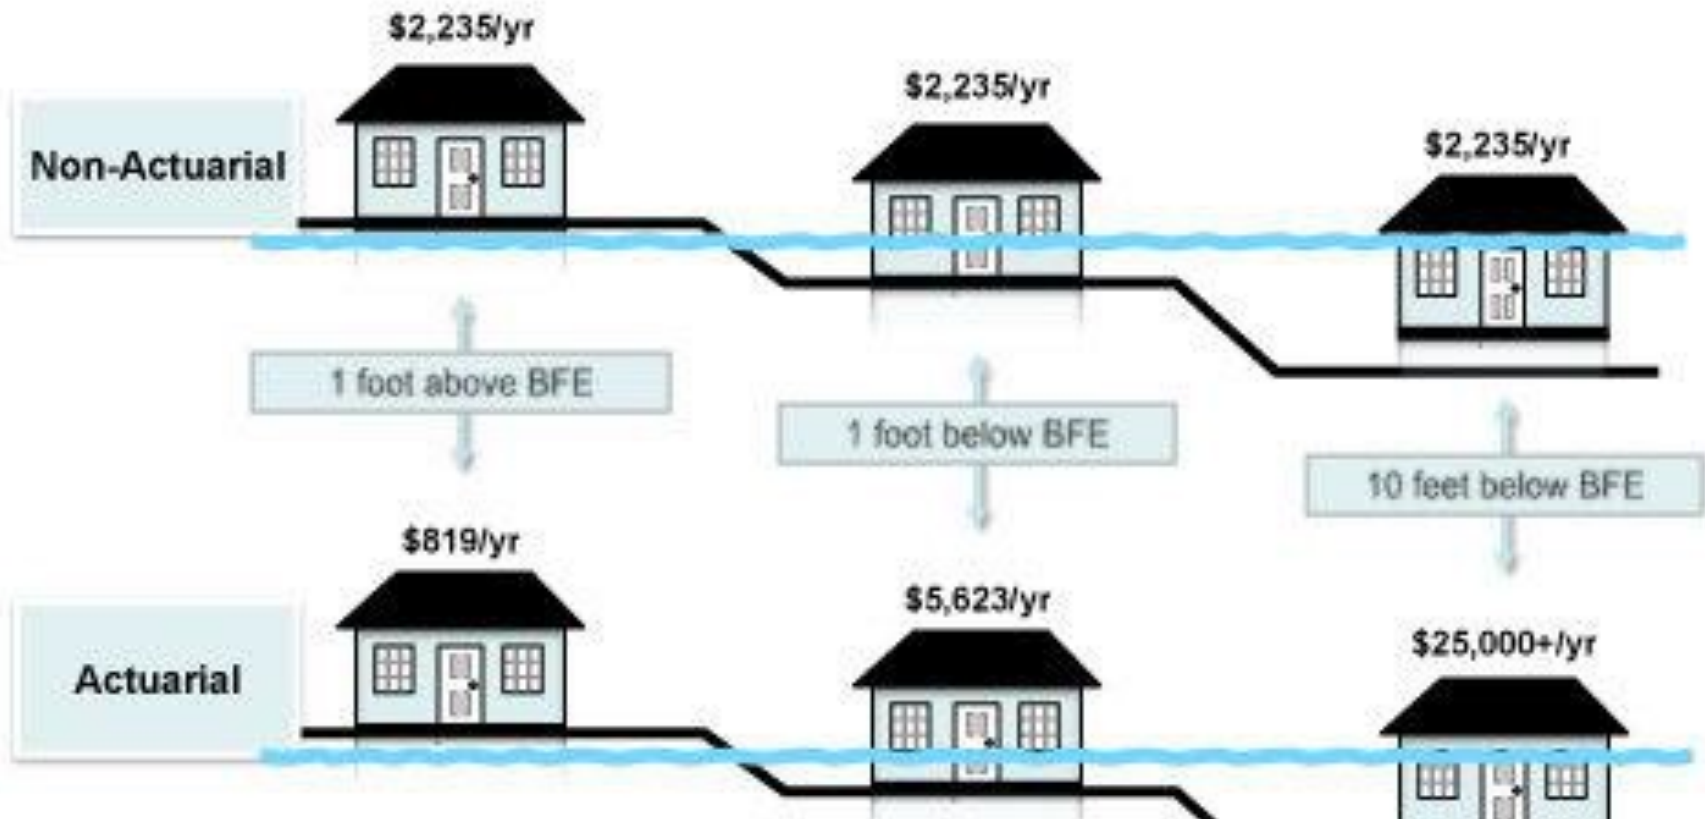 $2,235/yr
$2,235/yr
$2,235/yr
Non-Actuarial
1 foot above BFE
1 foot below BFE
10 feet below BFE
$819/yr
$5,623/yr
$25,000+/yr
Actuarial